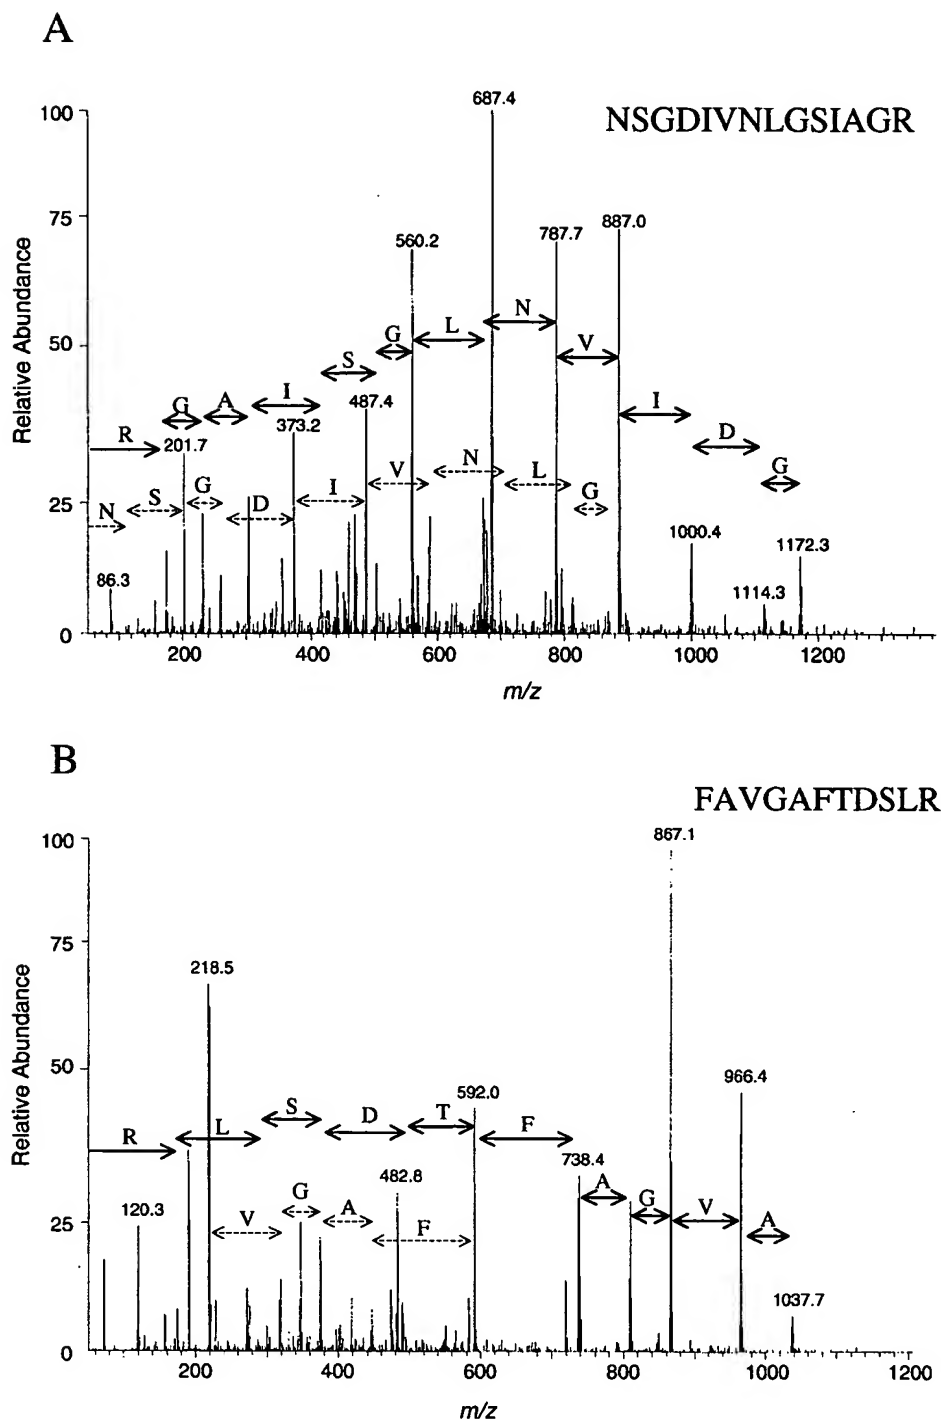 A
NSGDIVNLGSIAGR
687.4
100
887.0
787.7
560.2
75
N
L
G
V
50
S
I
487.4
A
G
373.2
I
R
201.7
D
G
N
V
L
I
G
S
D
N
25
1000.4
1172.3
86.3
1114.3
0
Relative Abundance
200 400 600 800 1000 1200
m/z
B
FAVGAFTDSLR
867.1
100
75
218.5
966.4
50
592.0
S
D
T
F
R
L
738.4
482.8
A
G
V
A
120.3
G
A
V
F
25
1037.7
0
Relative Abundance
200 400 600 800 1000 1200
m/z